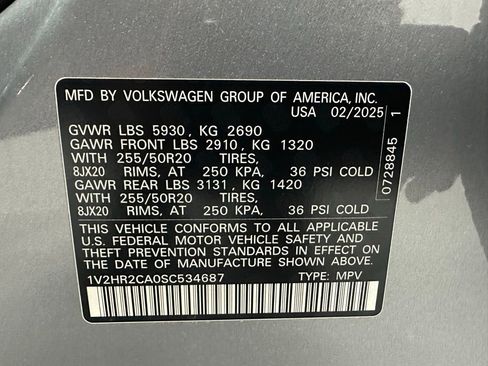 MFD BY VOLKSWAGEN GROUP OF AMERICA, INC.
USA 02/2025
GVWR LBS 5930, KG 2690
GAWR FRONT LBS 2910, KG 1320
WITH 255/50R20 TIRES,
8JX20 RIMS, AT 250 KPA, 36 PSI COLD
GAWR REAR LBS 3131, KG 1420
WITH 255/50R20 TIRES,
8JX20 RIMS, AT 250 KPA, 36 PSI COLD
THIS VEHICLE CONFORMS TO ALL APPLICABLE
U.S. FEDERAL MOTOR VEHICLE SAFETY AND
THEFT PREVENTION STANDARDS IN EFFECT ON
THE DATE OF MANUFACTURE SHOWN ABOVE.
1V2HR2CA0SC534687 TYPE: MPV
0728845 1